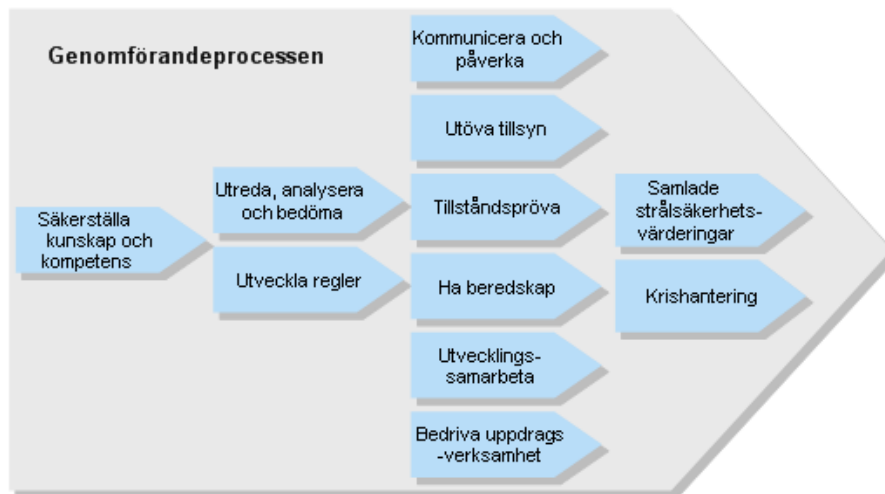 Genomförandeprocessen
Säkerställa
kunskap och
kompetens
Utreda, analysera
och bedöma
Utveckla regler
Kommunicera och
påverka
Utöva tillsyn
Tillståndspröva
Ha beredskap
Utvecklings-
samarbeta
Bedriva uppdrags
-verksamhet
Samlade
strålsäkerhets-
värderingar
Krishantering